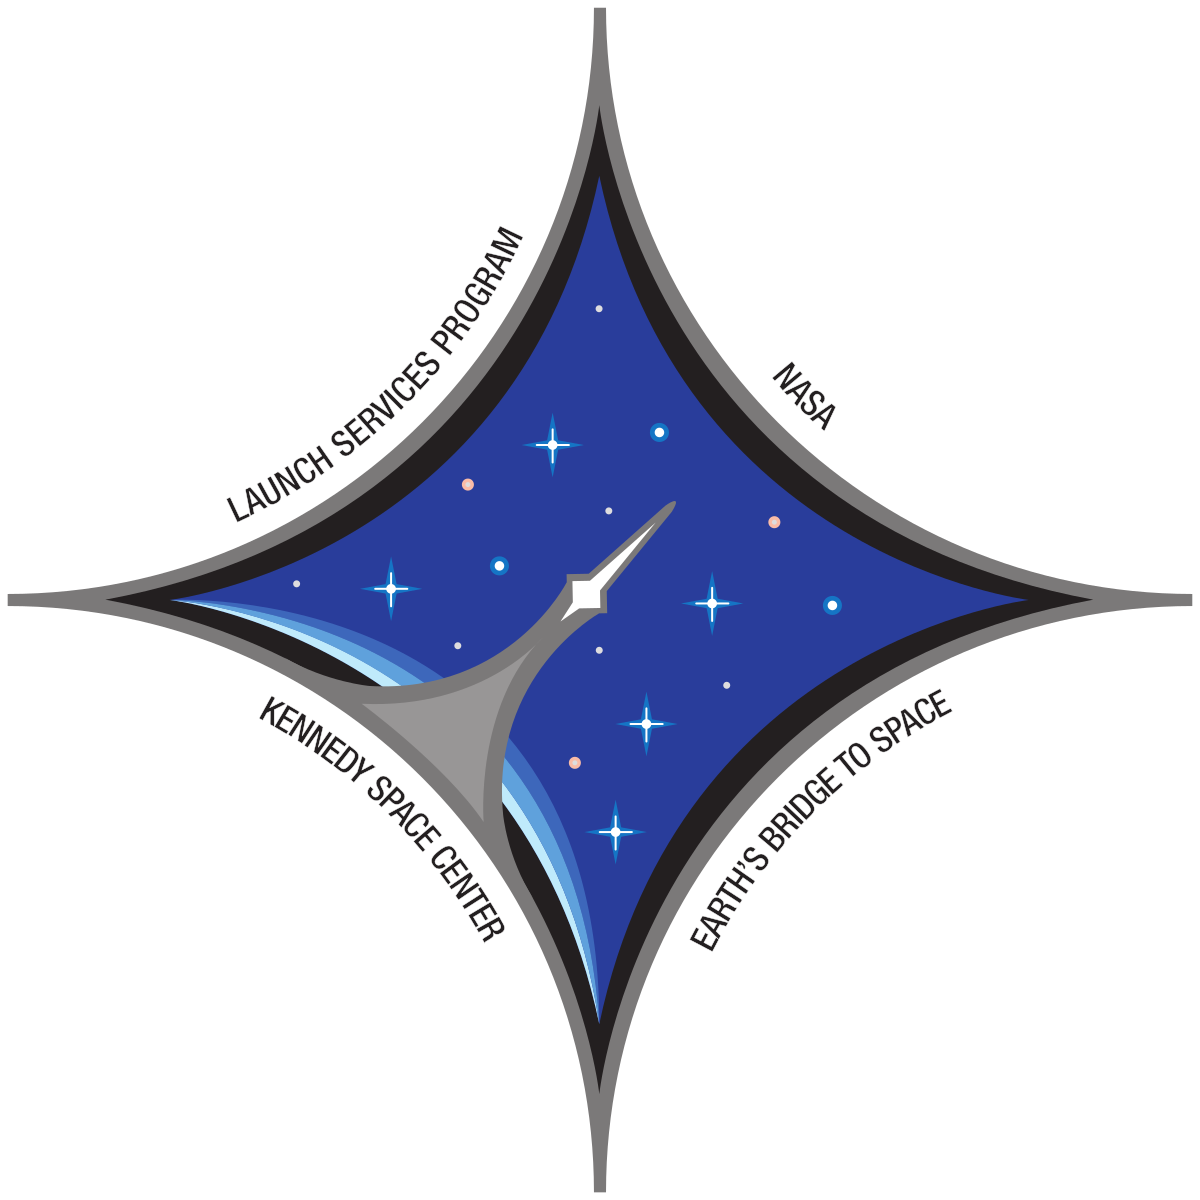 LAUNCH SERVICES PROGRAM
NASA
KENNEDY SPACE CENTER
EARTH'S BRIDGE TO SPACE